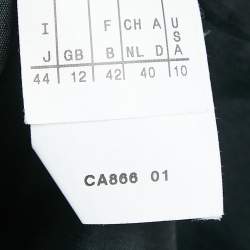 I F CH A U
J GB B NL D S A
44 12 42 40 10
CA866 01